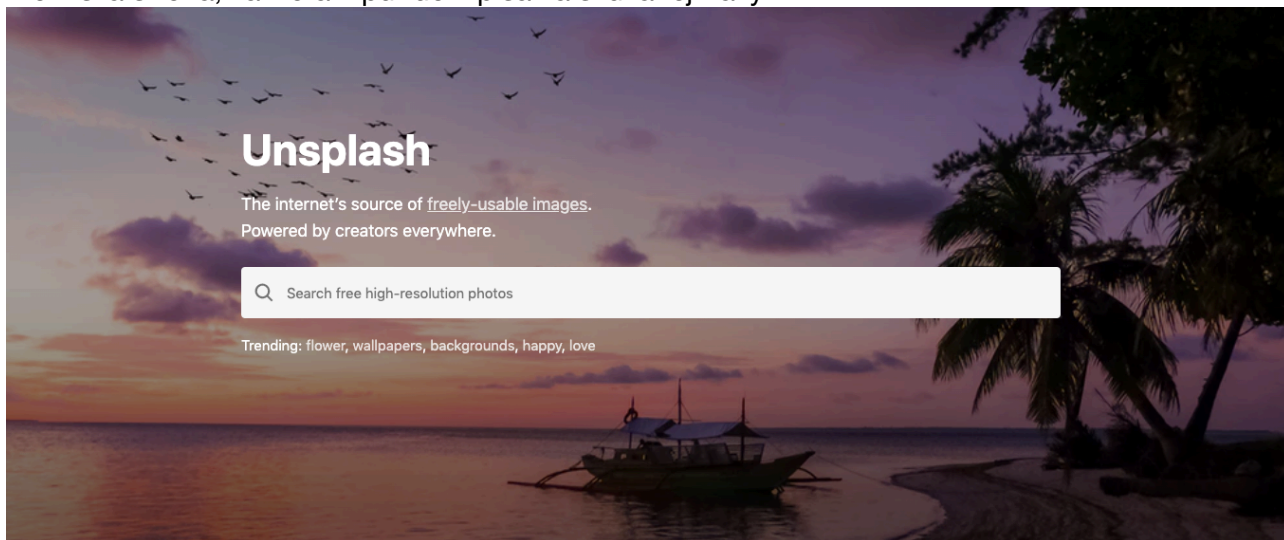 Unsplash
The internet's source of freely-usable images.
Powered by creators everywhere.
Search free high-resolution photos
Trending: flower, wallpapers, backgrounds, happy, love